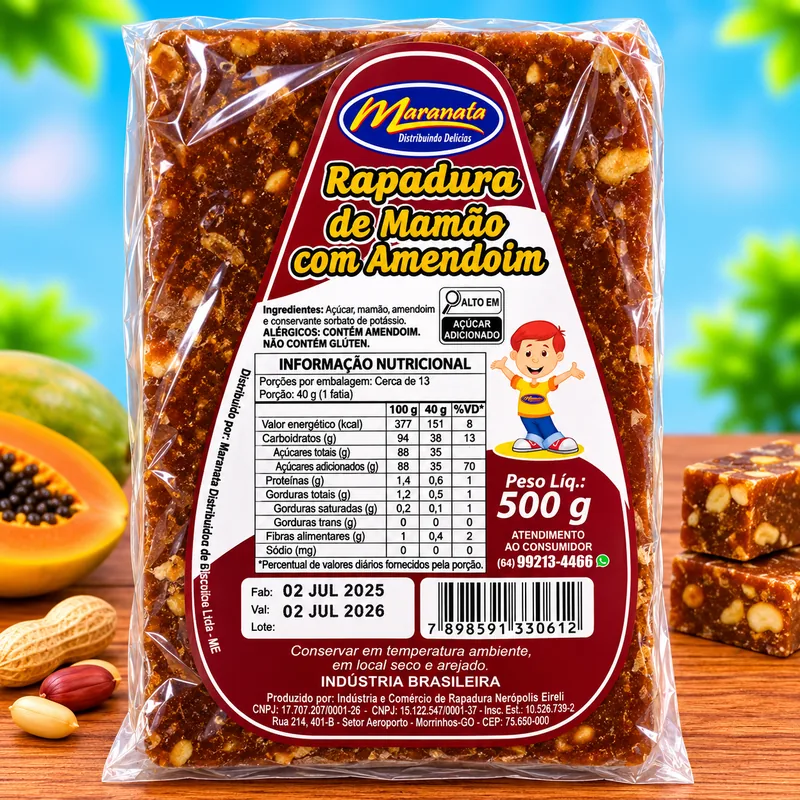 Maranata
Distribuindo Delícias
Rapadura
de Mamão
com Amendoim
Ingredientes: Açúcar, mamão, amendoim
e conservante sorbato de potássio.
ALÉRGICOS: CONTÉM AMENDOIM.
NÃO CONTÉM GLÚTEN.
ALTO EM
AÇÚCAR
ADICIONADO
INFORMAÇÃO NUTRICIONAL
Porções por embalagem: Cerca de 13
Porção: 40 g (1 fatia)
100 g 40 g %VD*
Valor energético (kcal) 377 151 8
Carboidratos (g) 94 38 13
Açúcares totais (g) 88 35
Açúcares adicionados (g) 88 35 70
Proteínas (g) 1,4 0,6 1
Gorduras totais (g) 1,2 0,5 1
Gorduras saturadas (g) 0,2 0,1 1
Gorduras trans (g) 0 0 0
Fibras alimentares (g) 1 0,4 2
Sódio (mg) 0 0 0
*Percentual de valores diários fornecidos pela porção.
Distribuido por: Maranata Distribuidoa de Biscoitos Ltda -ME
Maranata
Peso Líq.:
500 g
ATENDIMENTO
AO CONSUMIDOR
(64) 99213-4466
Fab: 02 JUL 2025
Val: 02 JUL 2026
Lote:
7 898591 330612
Conservar em temperatura ambiente,
em local seco e arejado.
INDÚSTRIA BRASILEIRA
Produzido por: Indústria e Comércio de Rapadura Nerópolis Eireli
CNPJ: 17.707.207/0001-26 - CNPJ: 15.122.547/0001-37 - Insc. Est.: 10.526.739-2
Rua 214, 401-B - Setor Aeroporto - Morrinhos-GO - CEP: 75.650-000